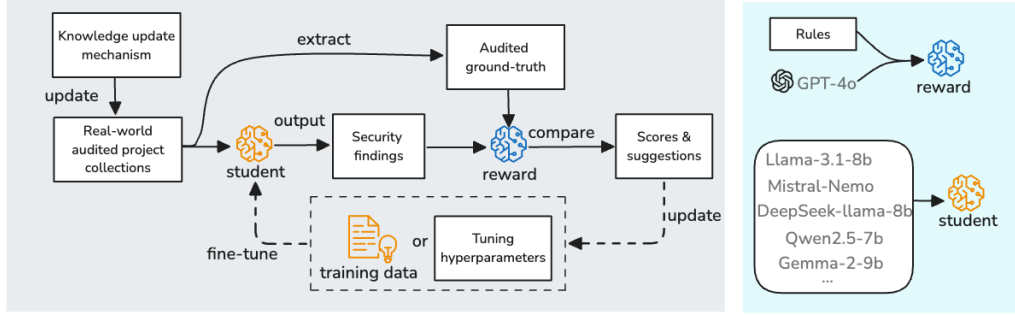 Knowledge update
mechanism
update
Real-world
audited project
collections
extract
student
output
Security
findings
Audited
ground-truth
reward
compare
Scores &
suggestions
update
fine-tune
training data
or
Tuning
hyperparameters
Rules
GPT-4o
reward
Llama-3.1-8b
Mistral-Nemo
DeepSeek-llama-8b
Qwen2.5-7b
Gemma-2-9b
...
student